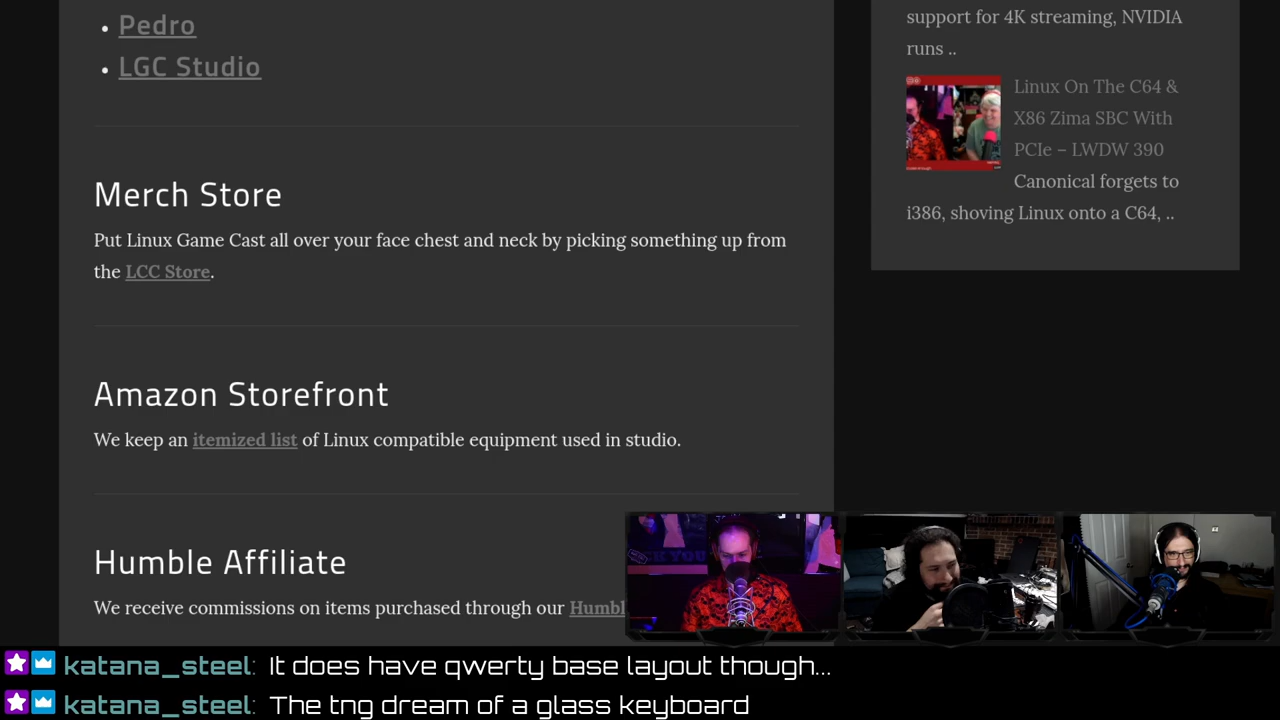 Pedro
LGC Studio
Merch Store
Put Linux Game Cast all over your face chest and neck by picking something up from
the LCC Store.
Amazon Storefront
We keep an itemized list of Linux compatible equipment used in studio.
Humble Affiliate
We receive commissions on items purchased through our Humbl
support for 4K streaming, NVIDIA
runs ..
Linux On The C64 &
X86 Zima SBC With
PCIe – LWDW 390
Canonical forgets to
i386, shoving Linux onto a C64, ..
katana_steel: It does have qwerty base layout though...
katana_steel: The tng dream of a glass keyboard